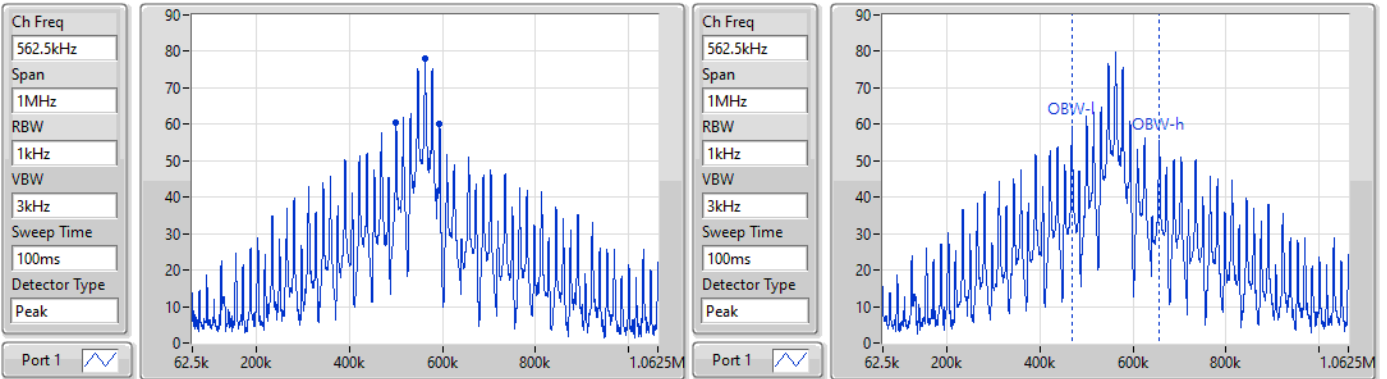 Ch Freq
562.5kHz
Span
1MHz
RBW
1kHz
VBW
3kHz
Sweep Time
100ms
Detector Type
Peak
Port 1
90
80
70
60
50
40
30
20
10
0
62.5k 200k 400k 600k 800k 1.0625M
Ch Freq
562.5kHz
Span
1MHz
RBW
1kHz
VBW
3kHz
Sweep Time
100ms
Detector Type
Peak
Port 1
90
80
70
60
50
40
30
20
10
0
OBW-l
OBW-h
62.5k 200k 400k 600k 800k 1.0625M